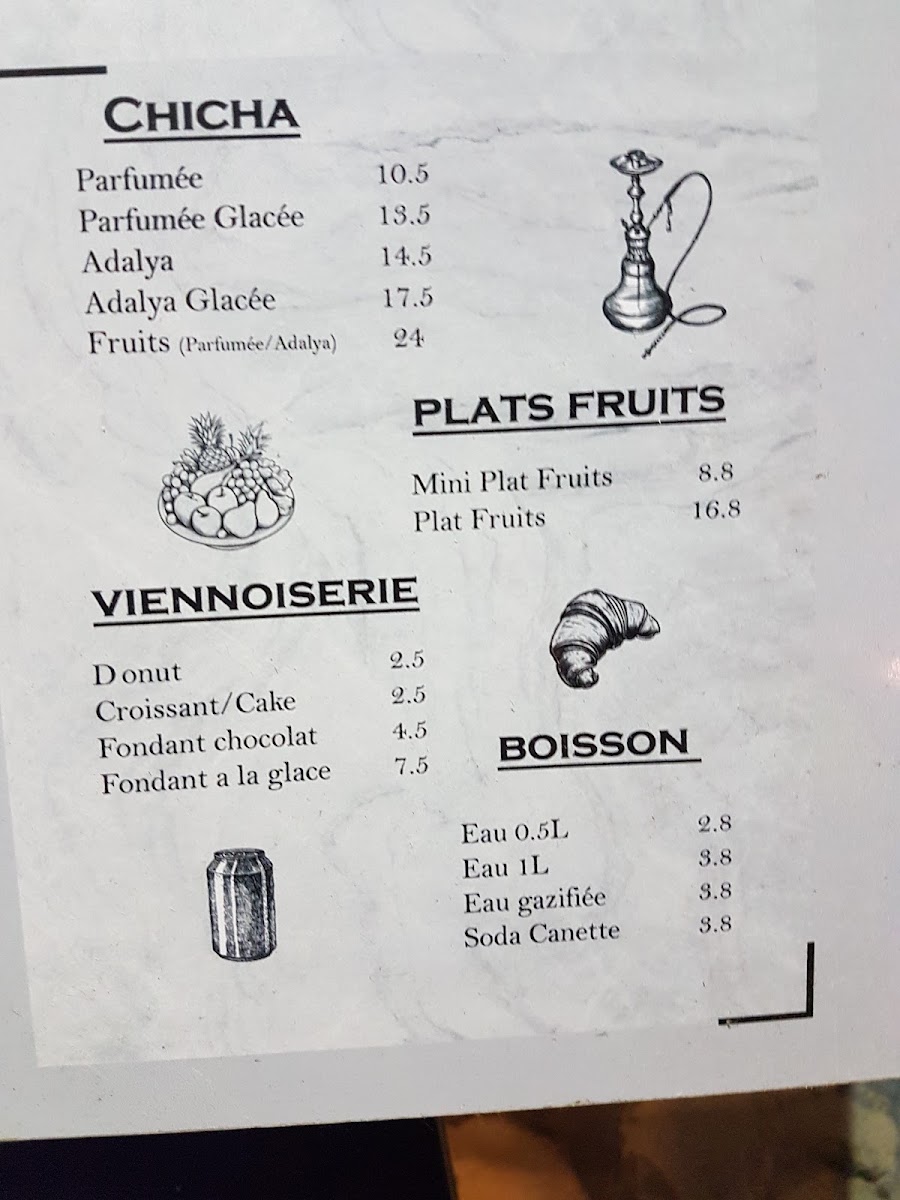 CHICHA
Parfumée 10.5
Parfumée Glacée 13.5
Adalya 14.5
Adalya Glacée 17.5
Fruits (Parfumée/Adalya) 24
PLATS FRUITS
Mini Plat Fruits 8.8
Plat Fruits 16.8
VIENNOISERIE
Donut 2.5
Croissant/Cake 2.5
Fondant chocolat 4.5
Fondant a la glace 7.5
BOISSON
Eau 0.5L 2.8
Eau 1L 3.8
Eau gazifiée 3.8
Soda Canette 3.8